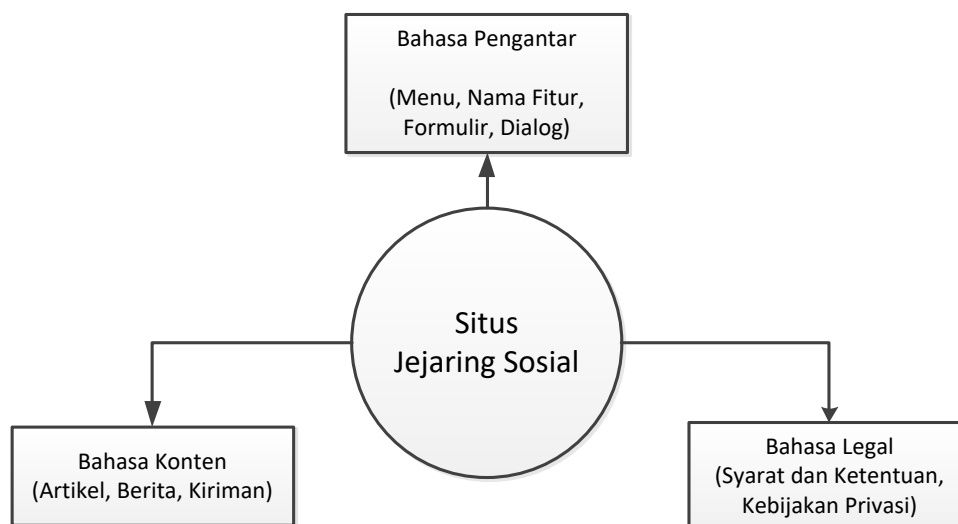 Bahasa Pengantar
(Menu, Nama Fitur,
Formulir, Dialog)
Situs
Jejaring Sosial
Bahasa Konten
(Artikel, Berita, Kiriman)
Bahasa Legal
(Syarat dan Ketentuan,
Kebijakan Privasi)